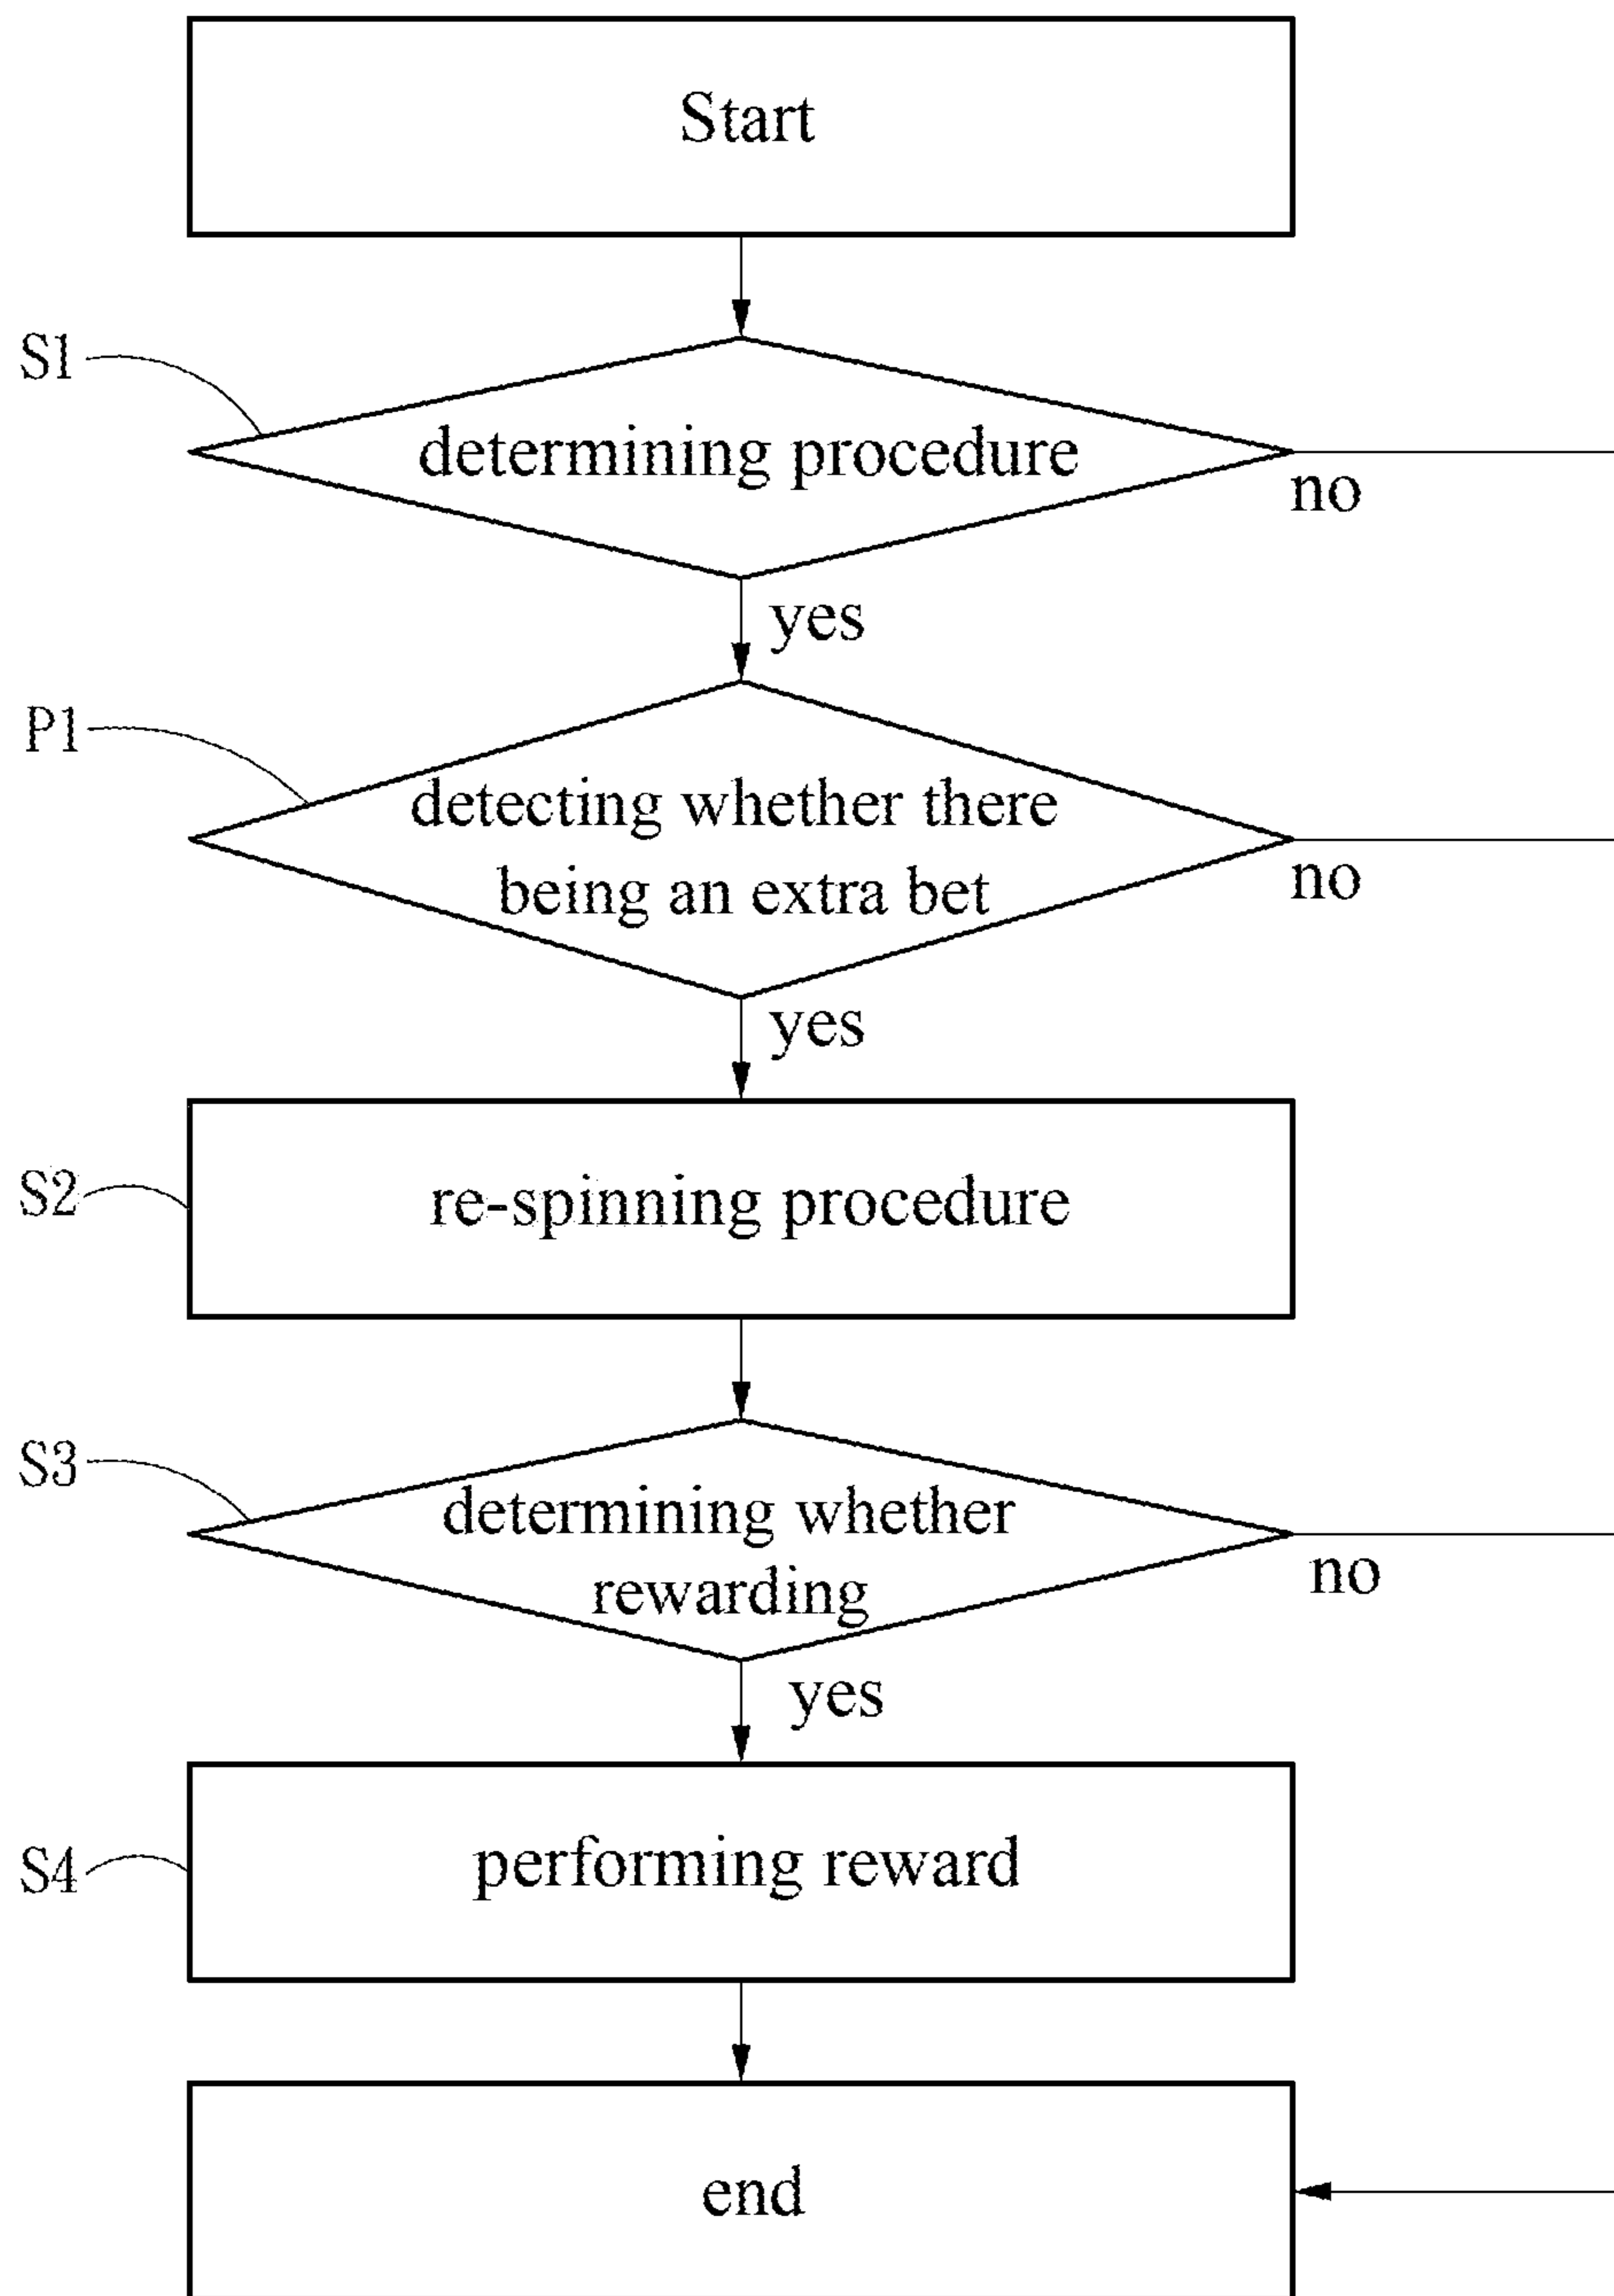 Start
S1
determining procedure
no
yes
P1
detecting whether there
being an extra bet
no
yes
S2
re-spinning procedure
S3
determining whether
rewarding
no
yes
S4
performing reward
end